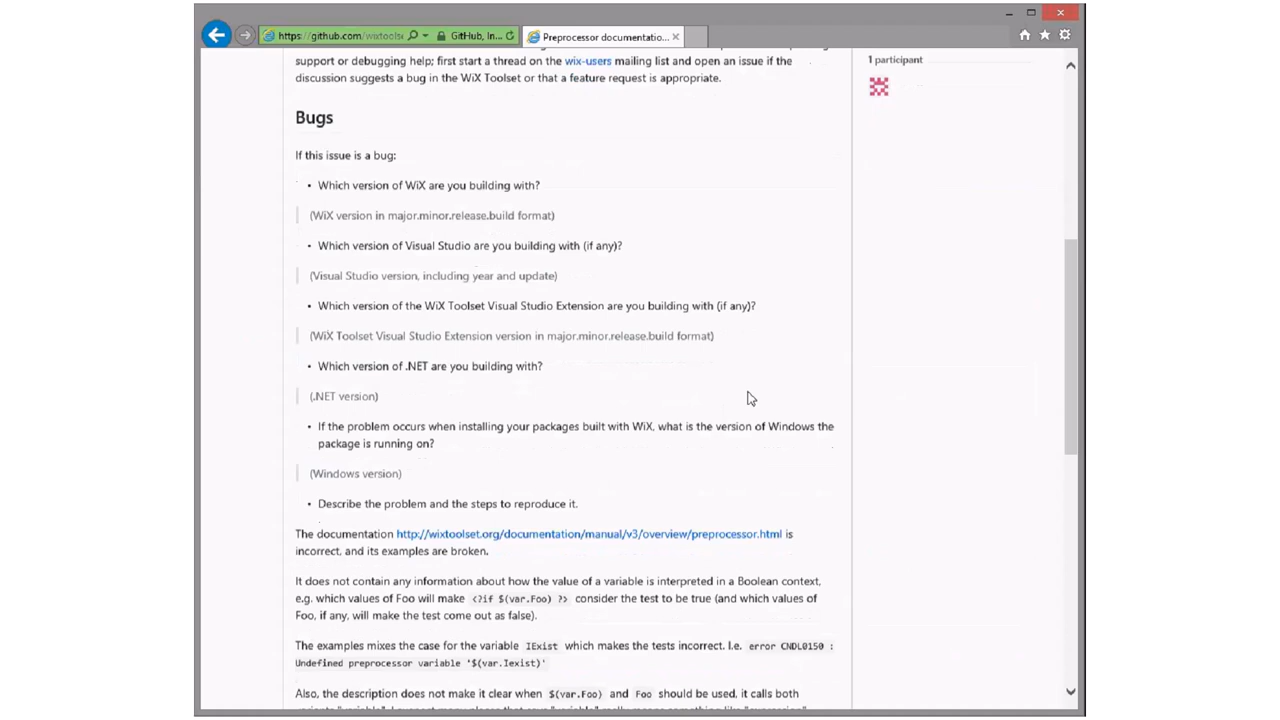 https://github.com/wixtools
GitHub, In...
Preprocessor documentatio...
support or debugging help; first start a thread on the wix-users mailing list and open an issue if the
discussion suggests a bug in the WiX Toolset or that a feature request is appropriate.
1 participant
Bugs
If this issue is a bug:
• Which version of WiX are you building with?
(WiX version in major.minor.release.build format)
• Which version of Visual Studio are you building with (if any)?
(Visual Studio version, including year and update)
• Which version of the WiX Toolset Visual Studio Extension are you building with (if any)?
(WiX Toolset Visual Studio Extension version in major.minor.release.build format)
• Which version of .NET are you building with?
(.NET version)
• If the problem occurs when installing your packages built with WiX, what is the version of Windows the
package is running on?
(Windows version)
• Describe the problem and the steps to reproduce it.
The documentation http://wixtoolset.org/documentation/manual/v3/overview/preprocessor.html is
incorrect, and its examples are broken.
It does not contain any information about how the value of a variable is interpreted in a Boolean context,
e.g. which values of Foo will make <?if $(var.Foo) ?> consider the test to be true (and which values of
Foo, if any, will make the test come out as false).
The examples mixes the case for the variable IExist which makes the tests incorrect. I.e. error CNDL0150 :
Undefined preprocessor variable '$(var.Iexist)'
Also, the description does not make it clear when $(var.Foo) and Foo should be used, it calls both